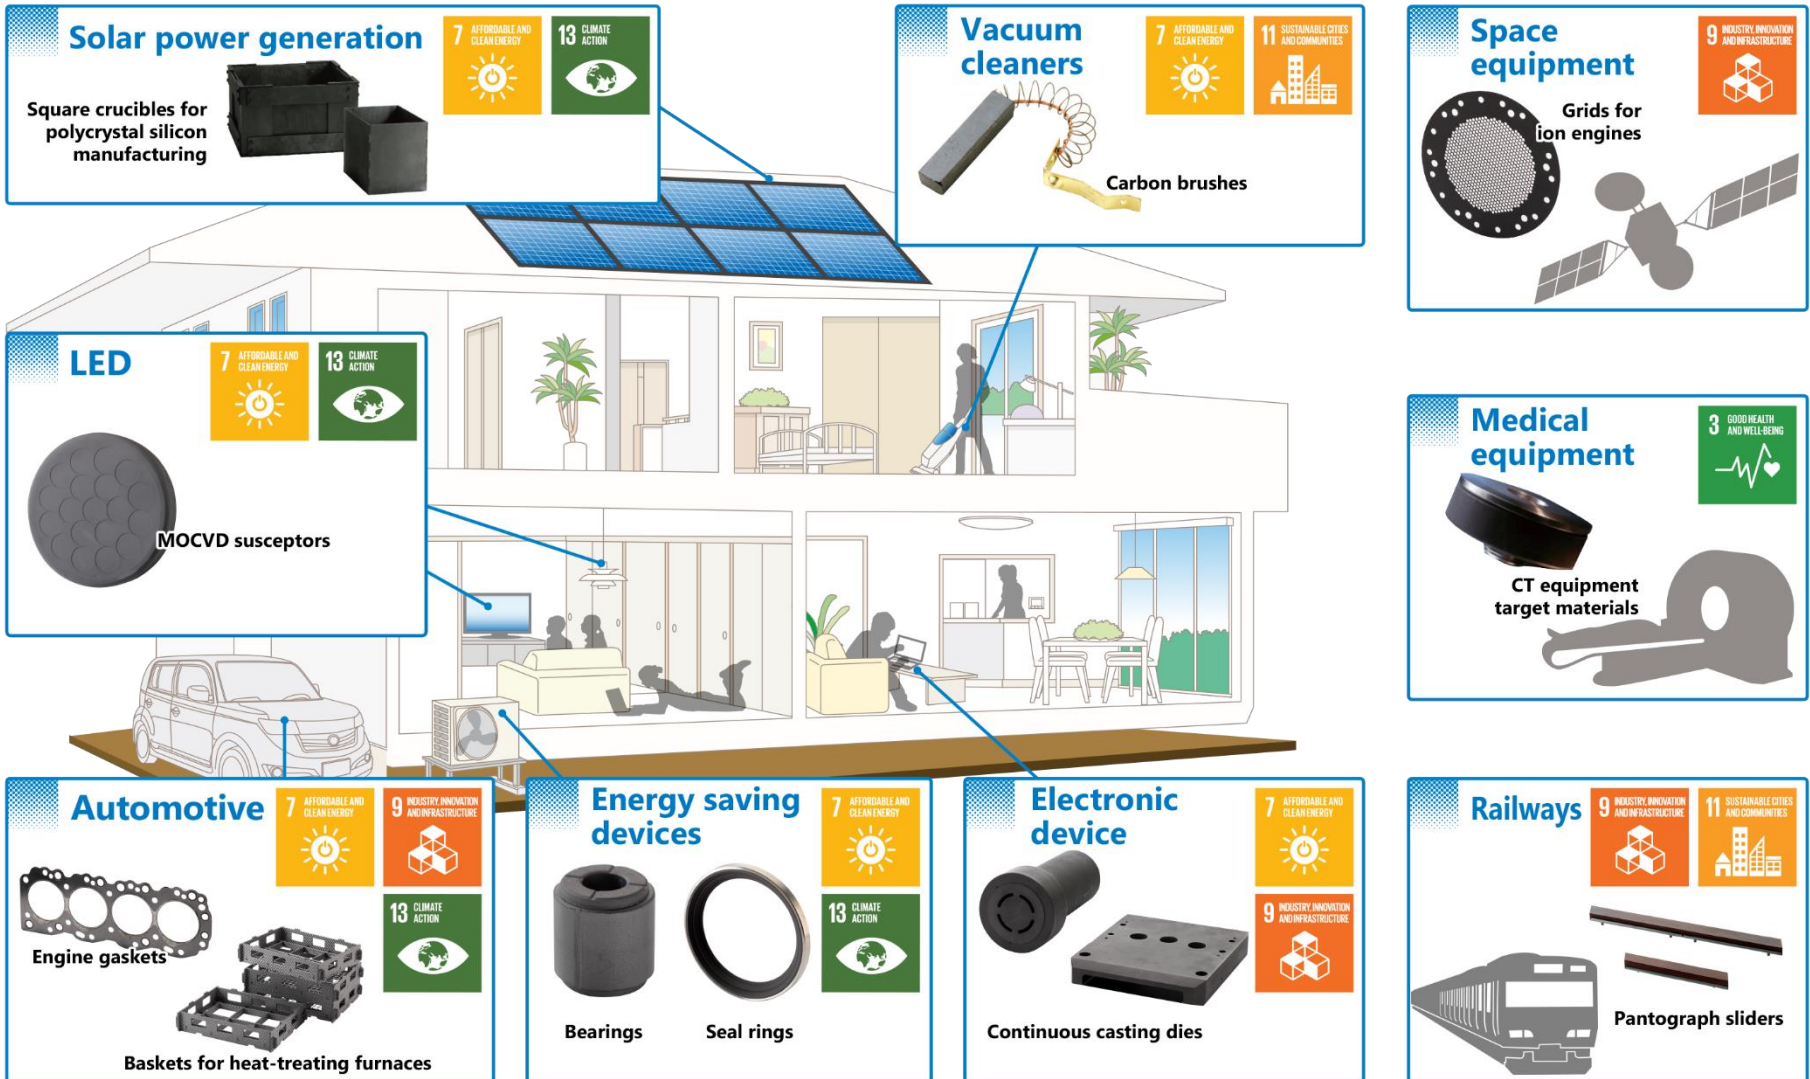 Solar power generation
7 AFFORDABLE AND
CLEAN ENERGY
13 CLIMATE
ACTION
Square crucibles for
polycrystal silicon
manufacturing
Vacuum
cleaners
7 AFFORDABLE AND
CLEAN ENERGY
11 SUSTAINABLE CITIES
AND COMMUNITIES
Carbon brushes
Space
equipment
9 INDUSTRY, INNOVATION
AND INFRASTRUCTURE
Grids for
ion engines
LED
7 AFFORDABLE AND
CLEAN ENERGY
13 CLIMATE
ACTION
MOCVD susceptors
Medical
equipment
3 GOOD HEALTH
AND WELL-BEING
CT equipment
target materials
Automotive
7 AFFORDABLE AND
CLEAN ENERGY
9 INDUSTRY, INNOVATION
AND INFRASTRUCTURE
13 CLIMATE
ACTION
Engine gaskets
Baskets for heat-treating furnaces
Energy saving
devices
7 AFFORDABLE AND
CLEAN ENERGY
13 CLIMATE
ACTION
Bearings
Seal rings
Electronic
device
7 AFFORDABLE AND
CLEAN ENERGY
9 INDUSTRY, INNOVATION
AND INFRASTRUCTURE
Continuous casting dies
Railways
9 INDUSTRY, INNOVATION
AND INFRASTRUCTURE
11 SUSTAINABLE CITIES
AND COMMUNITIES
Pantograph sliders